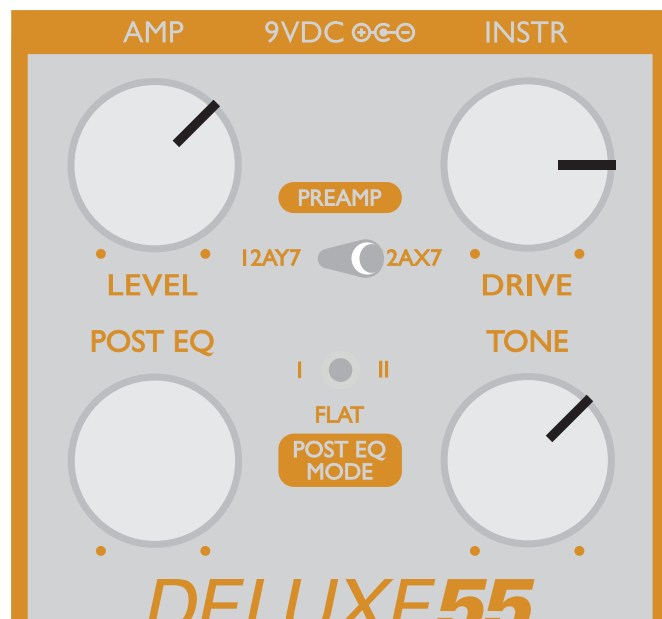 AMP 9VDC INSTR
PREAMP
12AY7 2AX7
LEVEL DRIVE
POST EQ TONE
I II
FLAT
POST EQ
MODE
DELUXE55